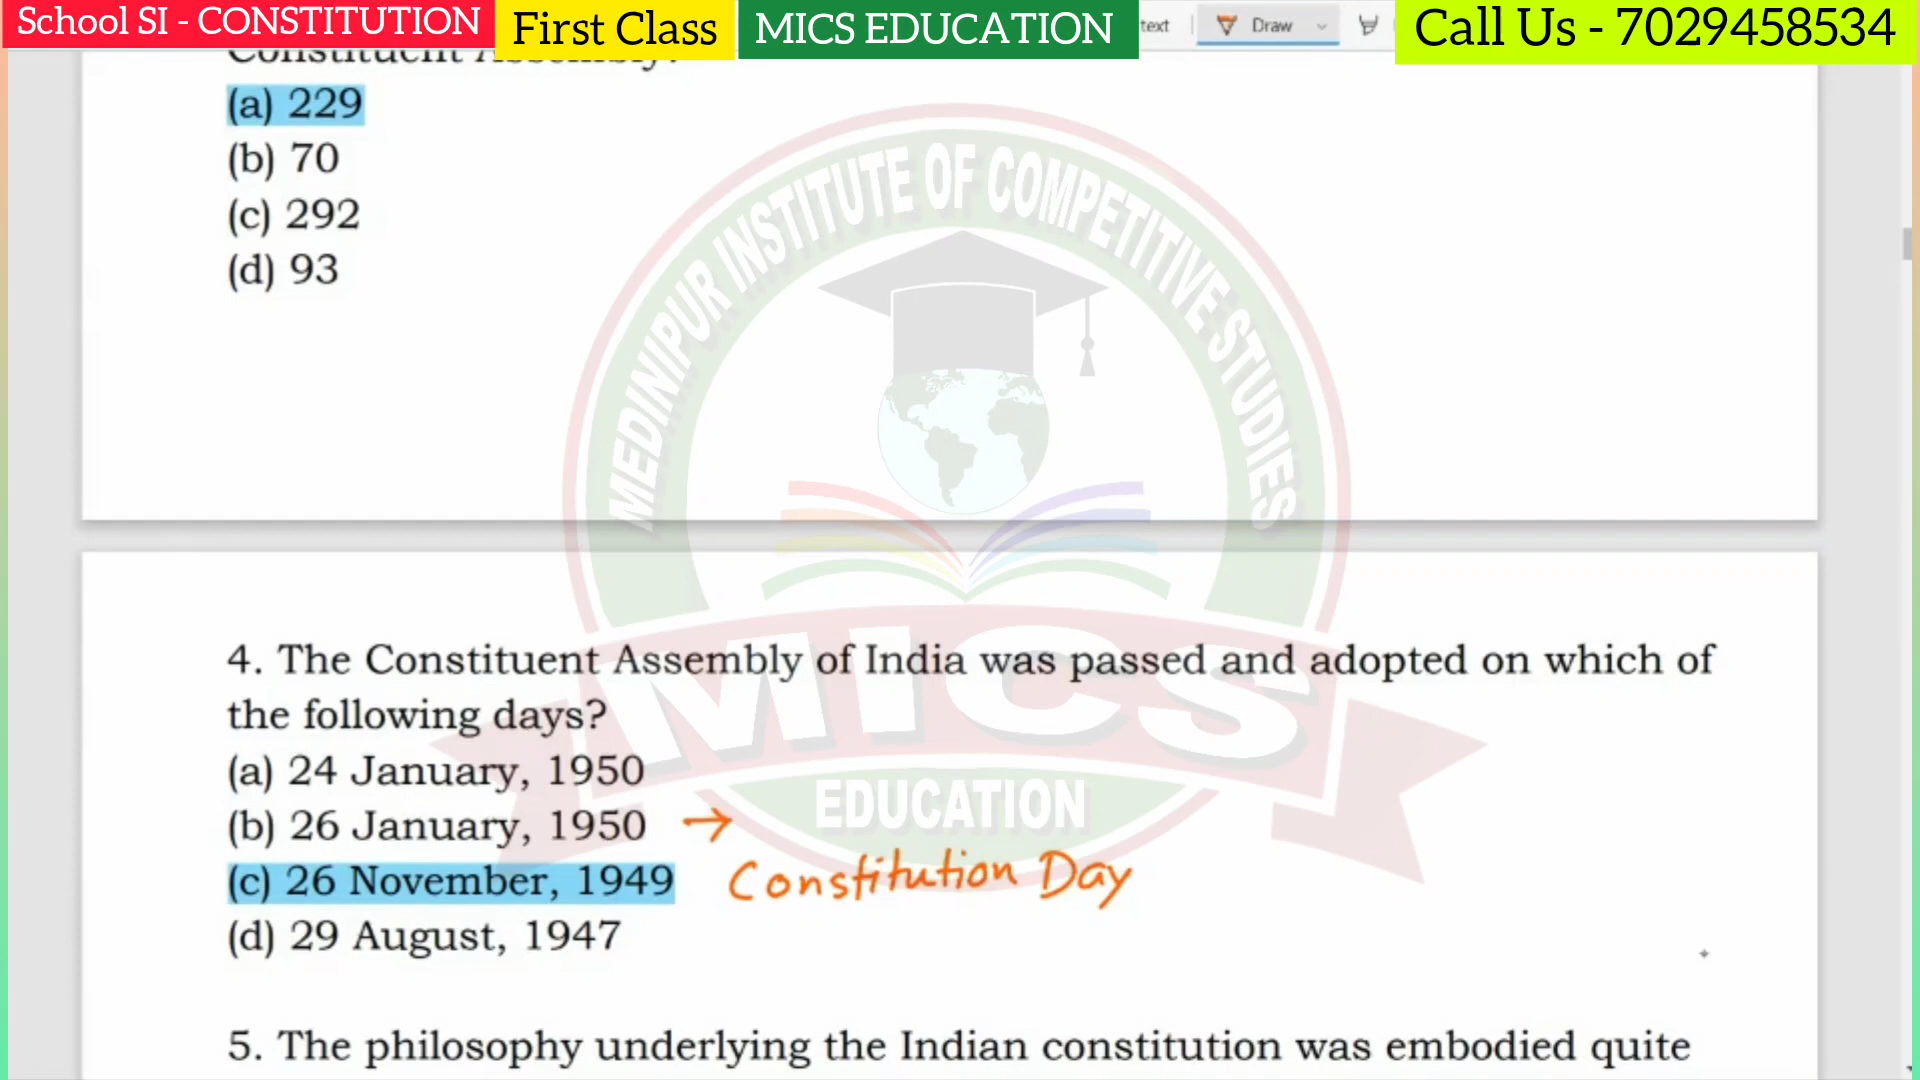 School SI - CONSTITUTION
First Class
MICS EDUCATION
text
Draw
Call Us - 7029458534
Constituent Assembly?
(a) 229
(b) 70
(c) 292
(d) 93
MEDINIPUR INSTITUTE OF COMPETITIVE STUDIES
MICS
EDUCATION
4. The Constituent Assembly of India was passed and adopted on which of
the following days?
(a) 24 January, 1950
(b) 26 January, 1950 →
(c) 26 November, 1949 Constitution Day
(d) 29 August, 1947
5. The philosophy underlying the Indian constitution was embodied quite